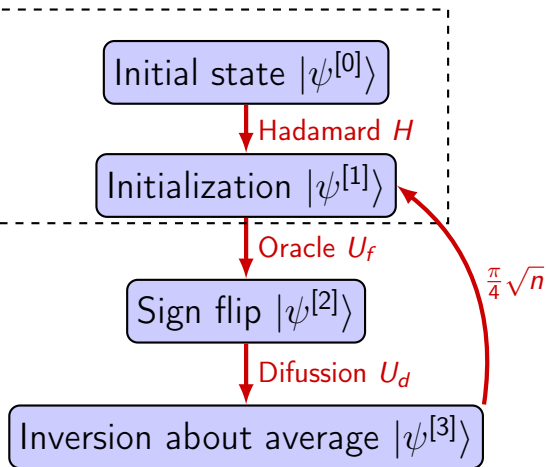 Initial state |ψ^[0]⟩
Hadamard H
Initialization |ψ^[1]⟩
Oracle U_f
π/4 √n
Sign flip |ψ^[2]⟩
Difussion U_d
Inversion about average |ψ^[3]⟩